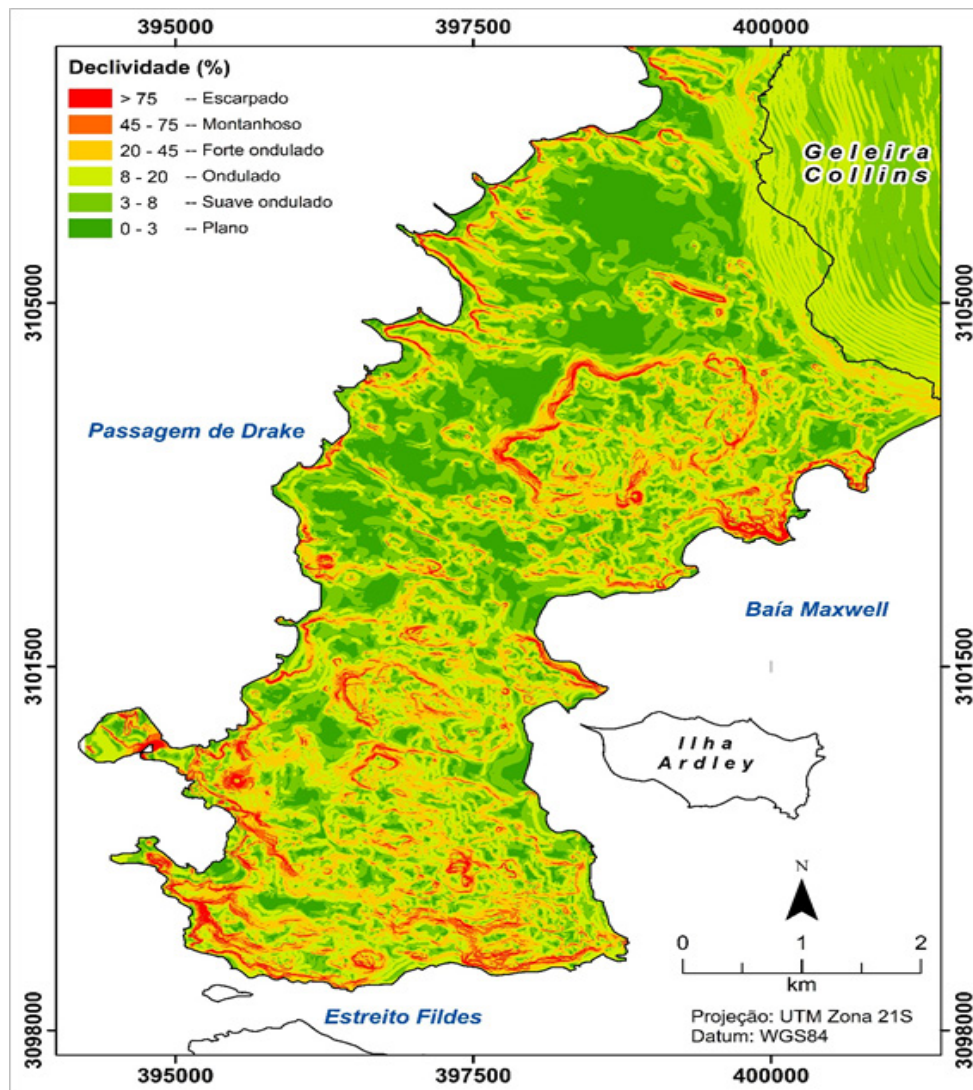 395000 397500 400000
Declividade (%)
> 75 -- Escarpado
45 - 75 -- Montanhoso
20 - 45 -- Forte ondulado
8 - 20 -- Ondulado
3 - 8 -- Suave ondulado
0 - 3 -- Plano
Geleira
Collins
3105000 3105000
Passagem de Drake
Baía Maxwell
3101500 3101500
Ilha
Ardley
N
0 1 2
km
Estreito Fildes
Projeção: UTM Zona 21S
Datum: WGS84
3098000 3098000
395000 397500 400000